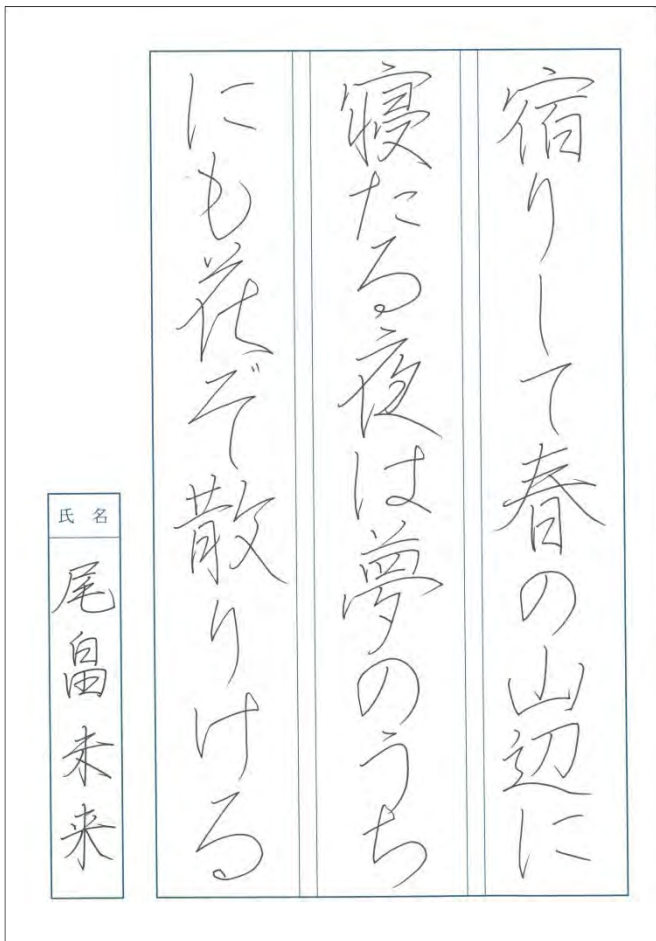 宿りして春の山辺に
寝たる夜は夢のうち
にも花ぞ散りける
氏名
尾畠未来